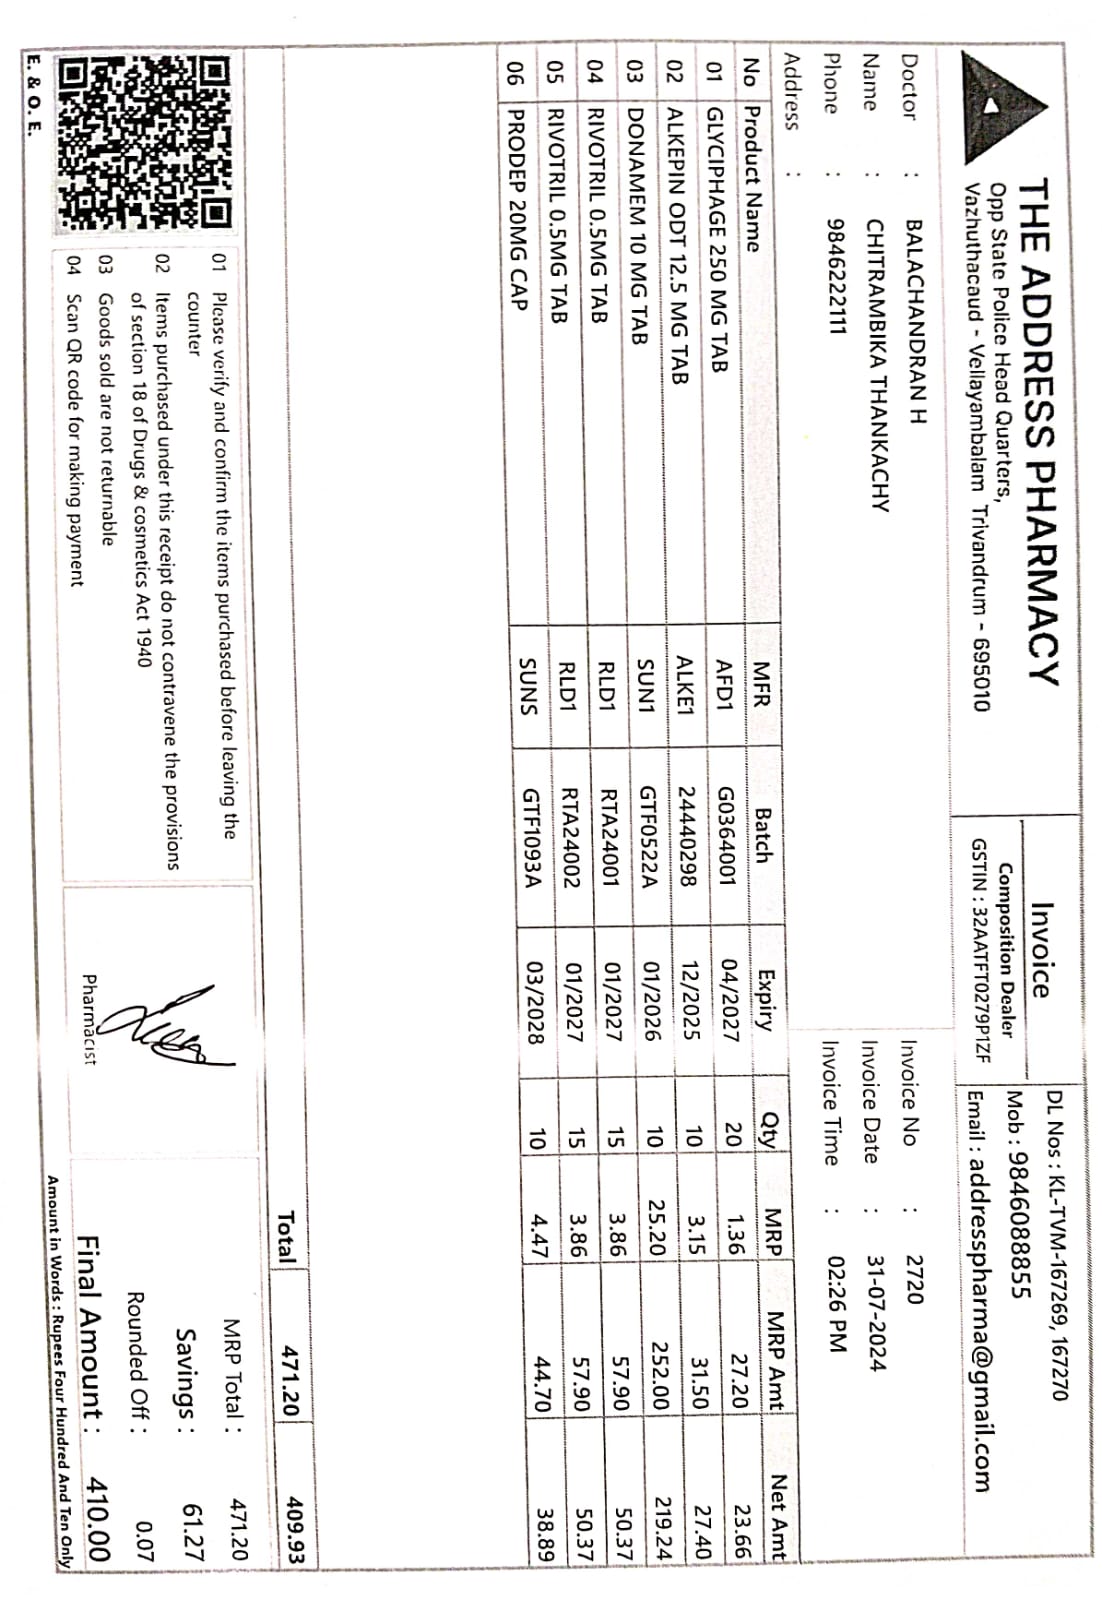 THE ADDRESS PHARMACY
Opp State Police Head Quarters,
Vazhuthacaud - Vellayambalam Trivandrum - 695010
Invoice
Composition Dealer
GSTIN : 32AATFT0279P1ZF
DL Nos : KL-TVM-167269, 167270
Mob : 9846088855
Email : addresspharma@gmail.com
Doctor : BALACHANDRAN H
Name : CHITRAMBIKA THANKACHY
Phone : 9846222111
Address :
Invoice No : 2720
Invoice Date : 31-07-2024
Invoice Time : 02:26 PM
No Product Name MFR Batch Expiry Qty MRP MRP Amt Net Amt
01 GLYCIPHAGE 250 MG TAB AFD1 G0364001 04/2027 20 1.36 27.20 23.66
02 ALKEPIN ODT 12.5 MG TAB ALKE1 24440298 12/2025 10 3.15 31.50 27.40
03 DONAMEM 10 MG TAB SUN1 GTF0522A 01/2026 10 25.20 252.00 219.24
04 RIVOTRIL 0.5MG TAB RLD1 RTA24001 01/2027 15 3.86 57.90 50.37
05 RIVOTRIL 0.5MG TAB RLD1 RTA24002 01/2027 15 3.86 57.90 50.37
06 PRODEP 20MG CAP SUNS GTF1093A 03/2028 10 4.47 44.70 38.89
Total 471.20 409.93
01 Please verify and confirm the items purchased before leaving the
counter
02 Items purchased under this receipt do not contravene the provisions
of section 18 of Drugs & cosmetics Act 1940
03 Goods sold are not returnable
04 Scan QR code for making payment
Pharmacist
MRP Total : 471.20
Savings : 61.27
Rounded Off : 0.07
Final Amount : 410.00
Amount in Words : Rupees Four Hundred And Ten Only
E. & O. E.